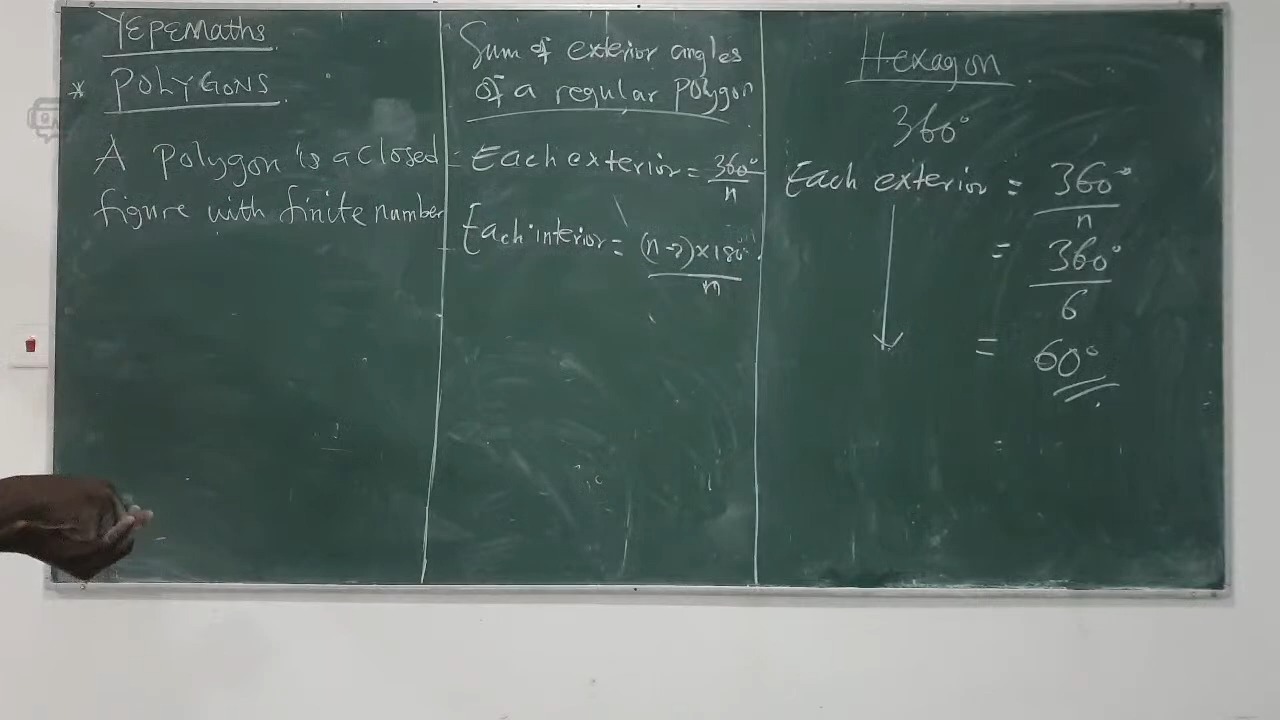 YEPEMaths
* POLYGONS
A Polygon is a closed
figure with finite number
Sum of exterior angles
of a regular Polygon
Each exterior = 360°/n
Each interior = (n-2)×180°/n
Hexagon
360°
Each exterior = 360°/n
= 360°/6
= 60°